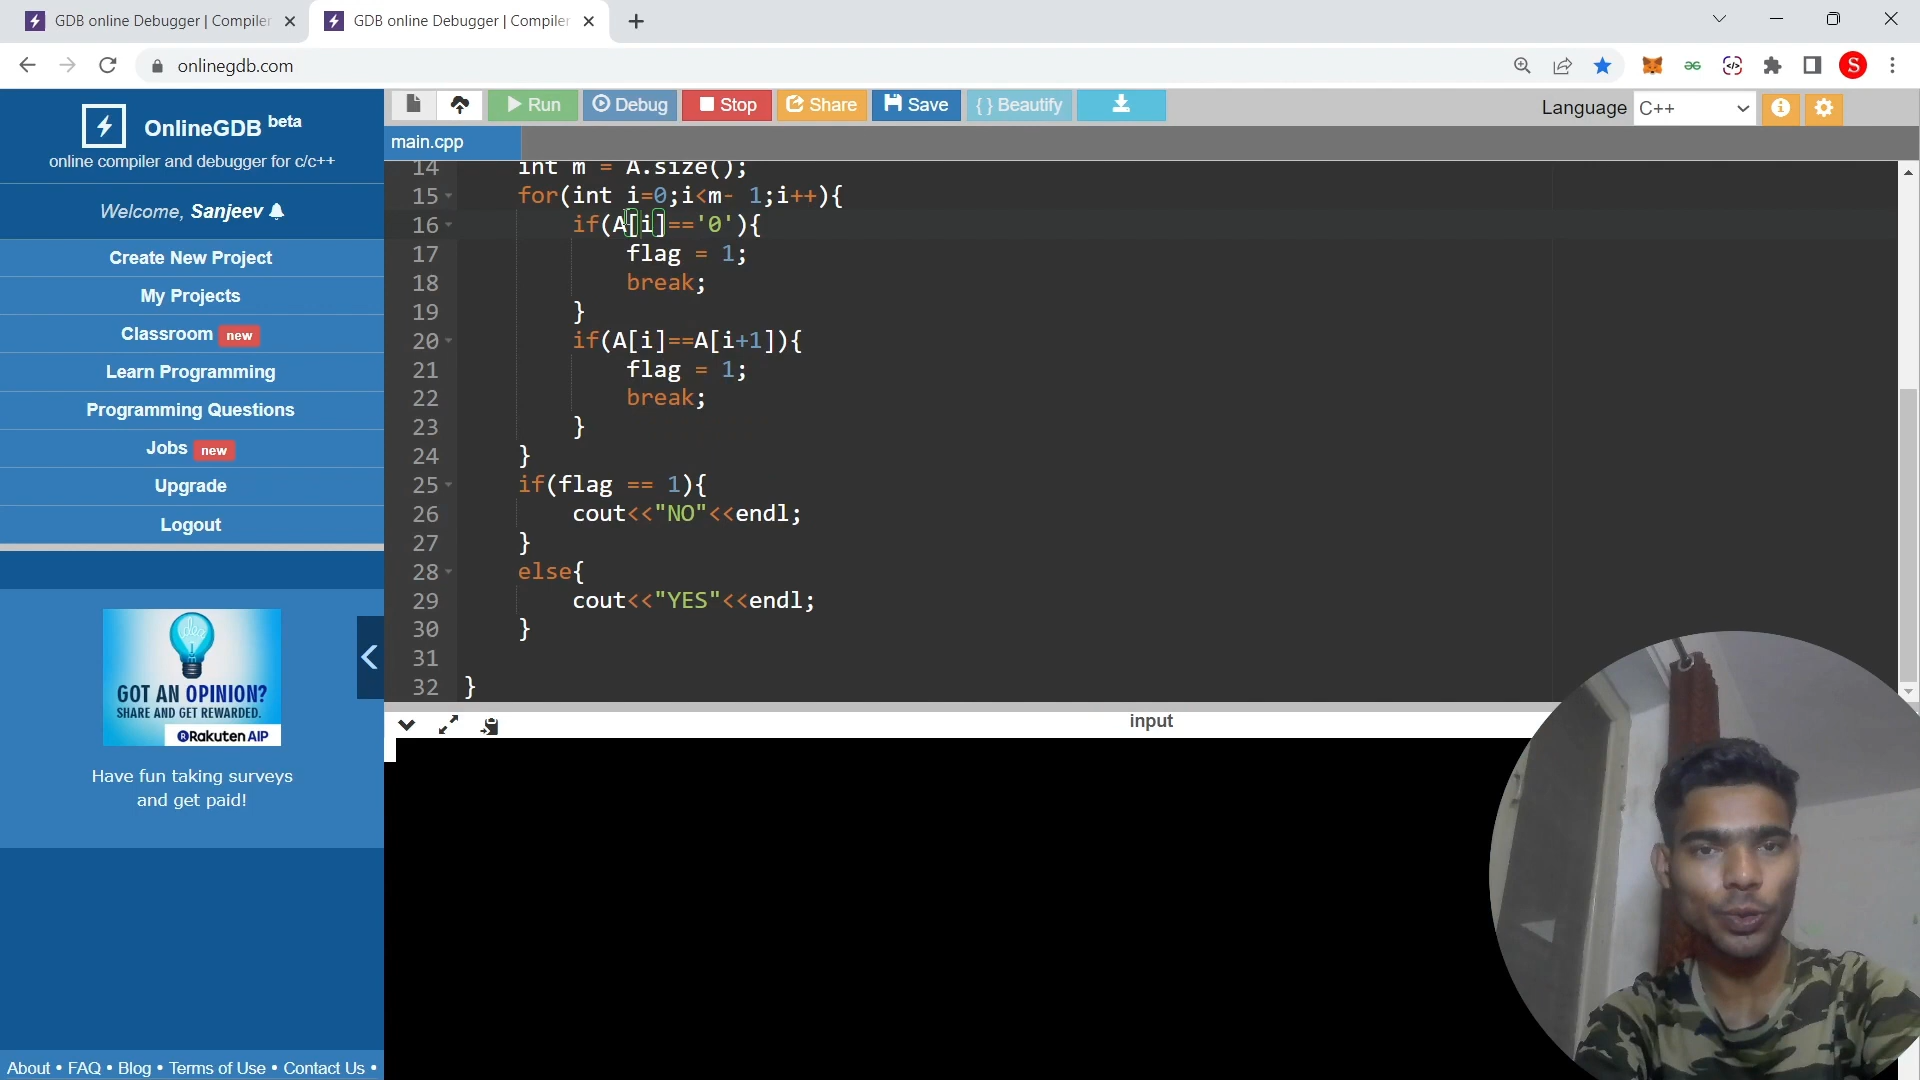 GDB online Debugger | Compiler
GDB online Debugger | Compiler
onlinegdb.com
S
OnlineGDB beta
online compiler and debugger for c/c++
Welcome, Sanjeev
Create New Project
My Projects
Classroom new
Learn Programming
Programming Questions
Jobs new
Upgrade
Logout
GOT AN OPINION?
SHARE AND GET REWARDED.
Rakuten AIP
Have fun taking surveys
and get paid!
About • FAQ • Blog • Terms of Use • Contact Us •
Run Debug Stop Share Save { } Beautify
Language C++
main.cpp
14 int m = A.size();
15 for(int i=0;i<m- 1;i++){
16 if(A[i]=='0'){
17 flag = 1;
18 break;
19 }
20 if(A[i]==A[i+1]){
21 flag = 1;
22 break;
23 }
24 }
25 if(flag == 1){
26 cout<<"NO"<<endl;
27 }
28 else{
29 cout<<"YES"<<endl;
30 }
31
32 }
input